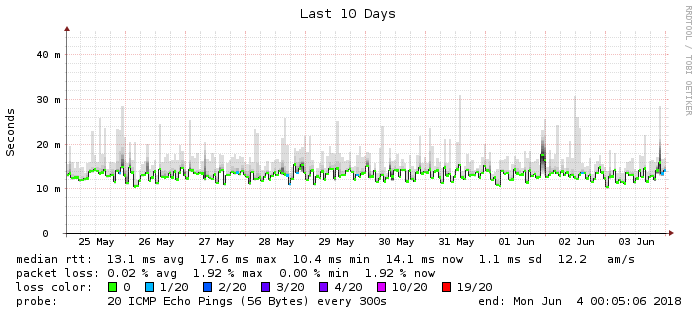 Last 10 Days
RRDTOOL / TOBI OETIKER
Seconds
40 m
30 m
20 m
10 m
0
25 May 26 May 27 May 28 May 29 May 30 May 31 May 01 Jun 02 Jun 03 Jun
median rtt: 13.1 ms avg 17.6 ms max 10.4 ms min 14.1 ms now 1.1 ms sd 12.2 am/s
packet loss: 0.02 % avg 1.92 % max 0.00 % min 1.92 % now
loss color: 0 1/20 2/20 3/20 4/20 10/20 19/20
probe: 20 ICMP Echo Pings (56 Bytes) every 300s end: Mon Jun 4 00:05:06 2018